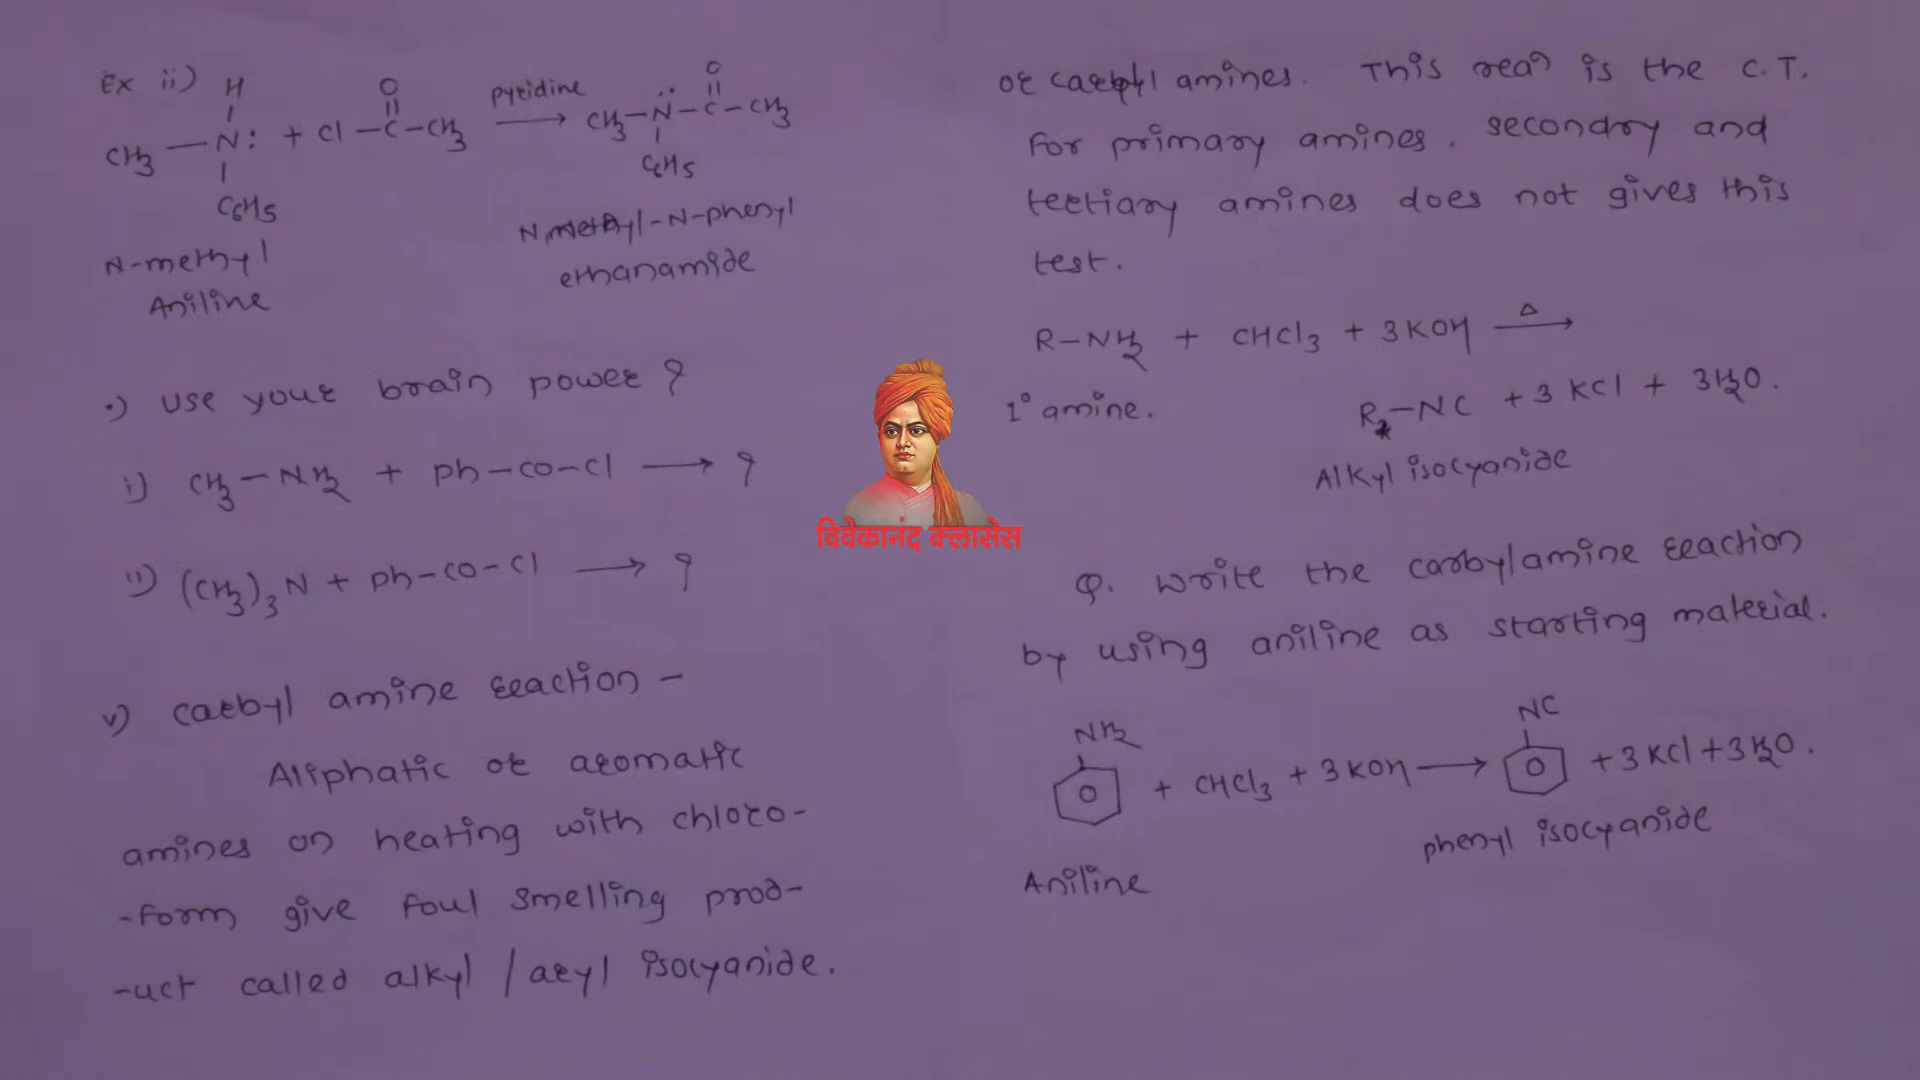 Ex ii)
H
O
O
CH3 — N: + Cl — C — CH3 pyridine → CH3 — N̈ — C — CH3
C6H5
C6H5
N-methyl
Aniline
N-methyl-N-phenyl
ethanamide
•) use your brain power ?
i) CH3 — NH2 + Ph — CO — Cl → ?
ii) (CH3)3 N + Ph — CO — Cl → ?
v) Carbyl amine reaction —
Aliphatic or aromatic
amines on heating with chloro-
-form give foul smelling prod-
-uct called alkyl / aryl isocyanide.
or carbyl amines. This rean is the C.T.
for primary amines. secondry and
tertiary amines does not gives this
test.
R — NH2 + CHCl3 + 3KOH Δ →
1° amine.
R — NC + 3 KCl + 3H2O.
Alkyl isocyanide
Q. Write the carbylamine reaction
by using aniline as starting material.
NH2
NC
+ CHCl3 + 3KOH → + 3 KCl + 3H2O.
Aniline
phenyl isocyanide
विवेकानंद क्लासेस